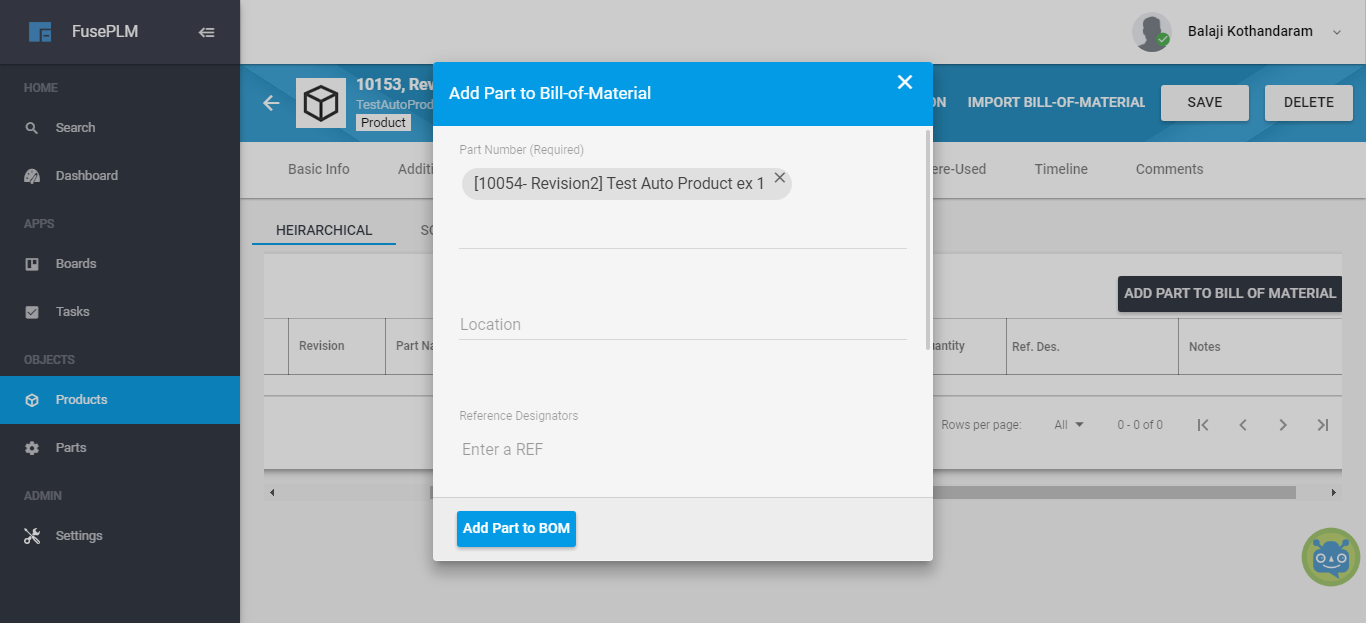 FusePLM
Balaji Kothandaram
HOME
Search
Dashboard
APPS
Boards
Tasks
OBJECTS
Products
Parts
ADMIN
Settings
10153, Rev
TestAutoProd
Product
ON
IMPORT BILL-OF-MATERIAL
SAVE
DELETE
Basic Info
Additi
ere-Used
Timeline
Comments
HEIRARCHICAL
SC
ADD PART TO BILL OF MATERIAL
Revision
Part Na
antity
Ref. Des.
Notes
Rows per page:
All
0 - 0 of 0
Add Part to Bill-of-Material
Part Number (Required)
[10054- Revision2] Test Auto Product ex 1
Location
Reference Designators
Enter a REF
Add Part to BOM